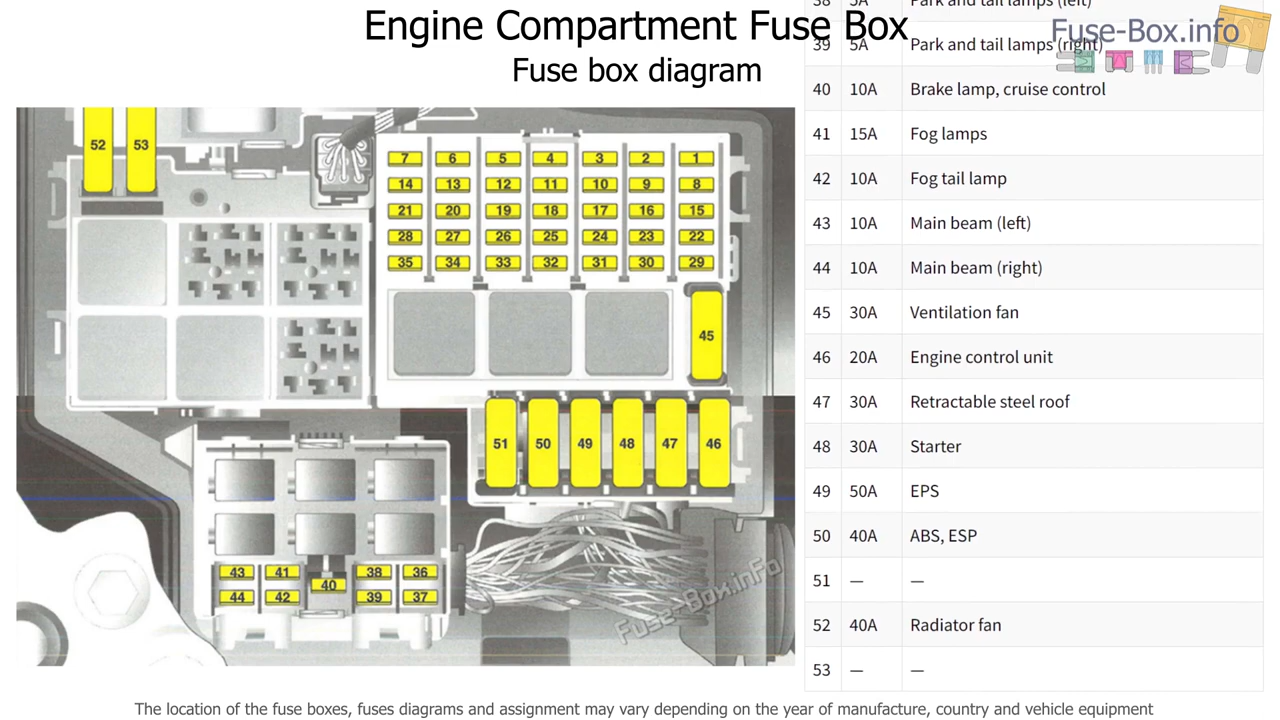 Engine Compartment Fuse Box
Fuse box diagram
Fuse-Box.info
52 53
7 6 5 4 3 2 1
14 13 12 11 10 9 8
21 20 19 18 17 16 15
28 27 26 25 24 23 22
35 34 33 32 31 30 29
45
51 50 49 48 47 46
43 41 40 38 36
44 42 39 37
Fuse-Box.inFo
38 5A Park and tail lamps (left)
39 5A Park and tail lamps (right)
40 10A Brake lamp, cruise control
41 15A Fog lamps
42 10A Fog tail lamp
43 10A Main beam (left)
44 10A Main beam (right)
45 30A Ventilation fan
46 20A Engine control unit
47 30A Retractable steel roof
48 30A Starter
49 50A EPS
50 40A ABS, ESP
51 — —
52 40A Radiator fan
53 — —
The location of the fuse boxes, fuses diagrams and assignment may vary depending on the year of manufacture, country and vehicle equipment